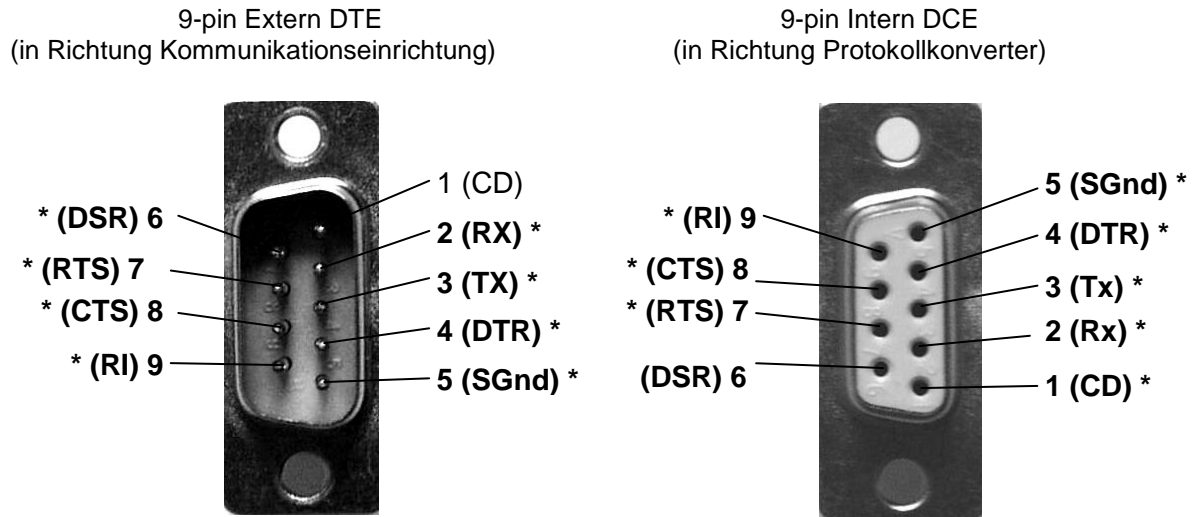 9-pin Extern DTE
(in Richtung Kommunikationseinrichtung)
1 (CD)
* (DSR) 6
2 (RX) *
* (RTS) 7
3 (TX) *
* (CTS) 8
4 (DTR) *
* (RI) 9
5 (SGnd) *
9-pin Intern DCE
(in Richtung Protokollkonverter)
5 (SGnd) *
* (RI) 9
4 (DTR) *
* (CTS) 8
3 (Tx) *
* (RTS) 7
2 (Rx) *
(DSR) 6
1 (CD) *